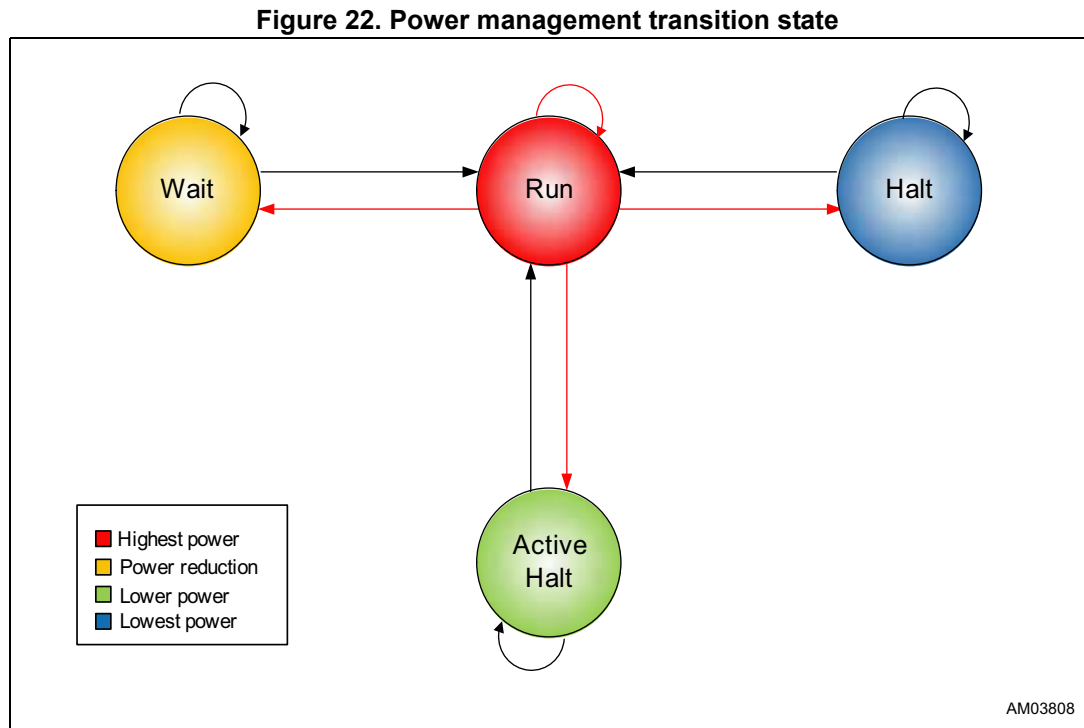 Figure 22. Power management transition state
Wait
Run
Halt
Active
Halt
Highest power
Power reduction
Lower power
Lowest power
AM03808